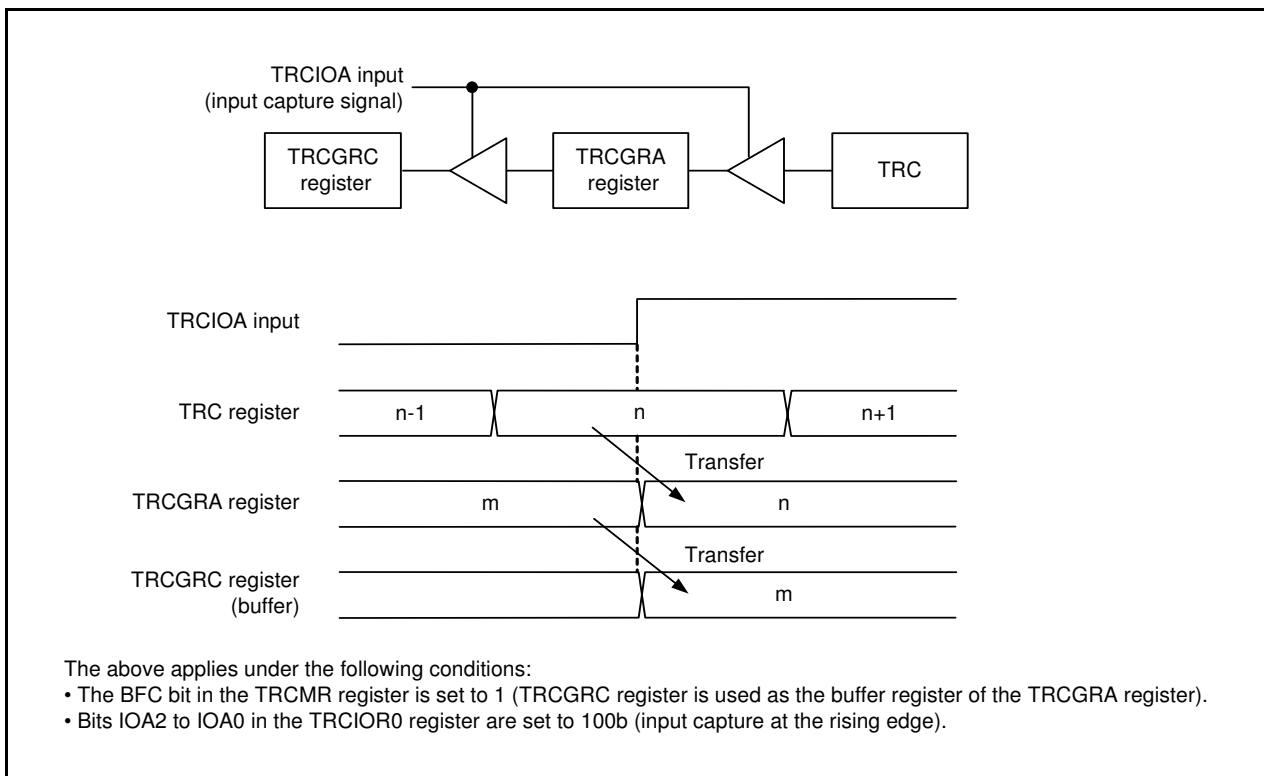 TRCIOA input
(input capture signal)
TRCGRC
register
TRCGRA
register
TRC
TRCIOA input
TRC register
n-1
n
n+1
Transfer
TRCGRA register
m
n
Transfer
TRCGRC register
(buffer)
m
The above applies under the following conditions:
• The BFC bit in the TRCMR register is set to 1 (TRCGRC register is used as the buffer register of the TRCGRA register).
• Bits IOA2 to IOA0 in the TRCIOR0 register are set to 100b (input capture at the rising edge).